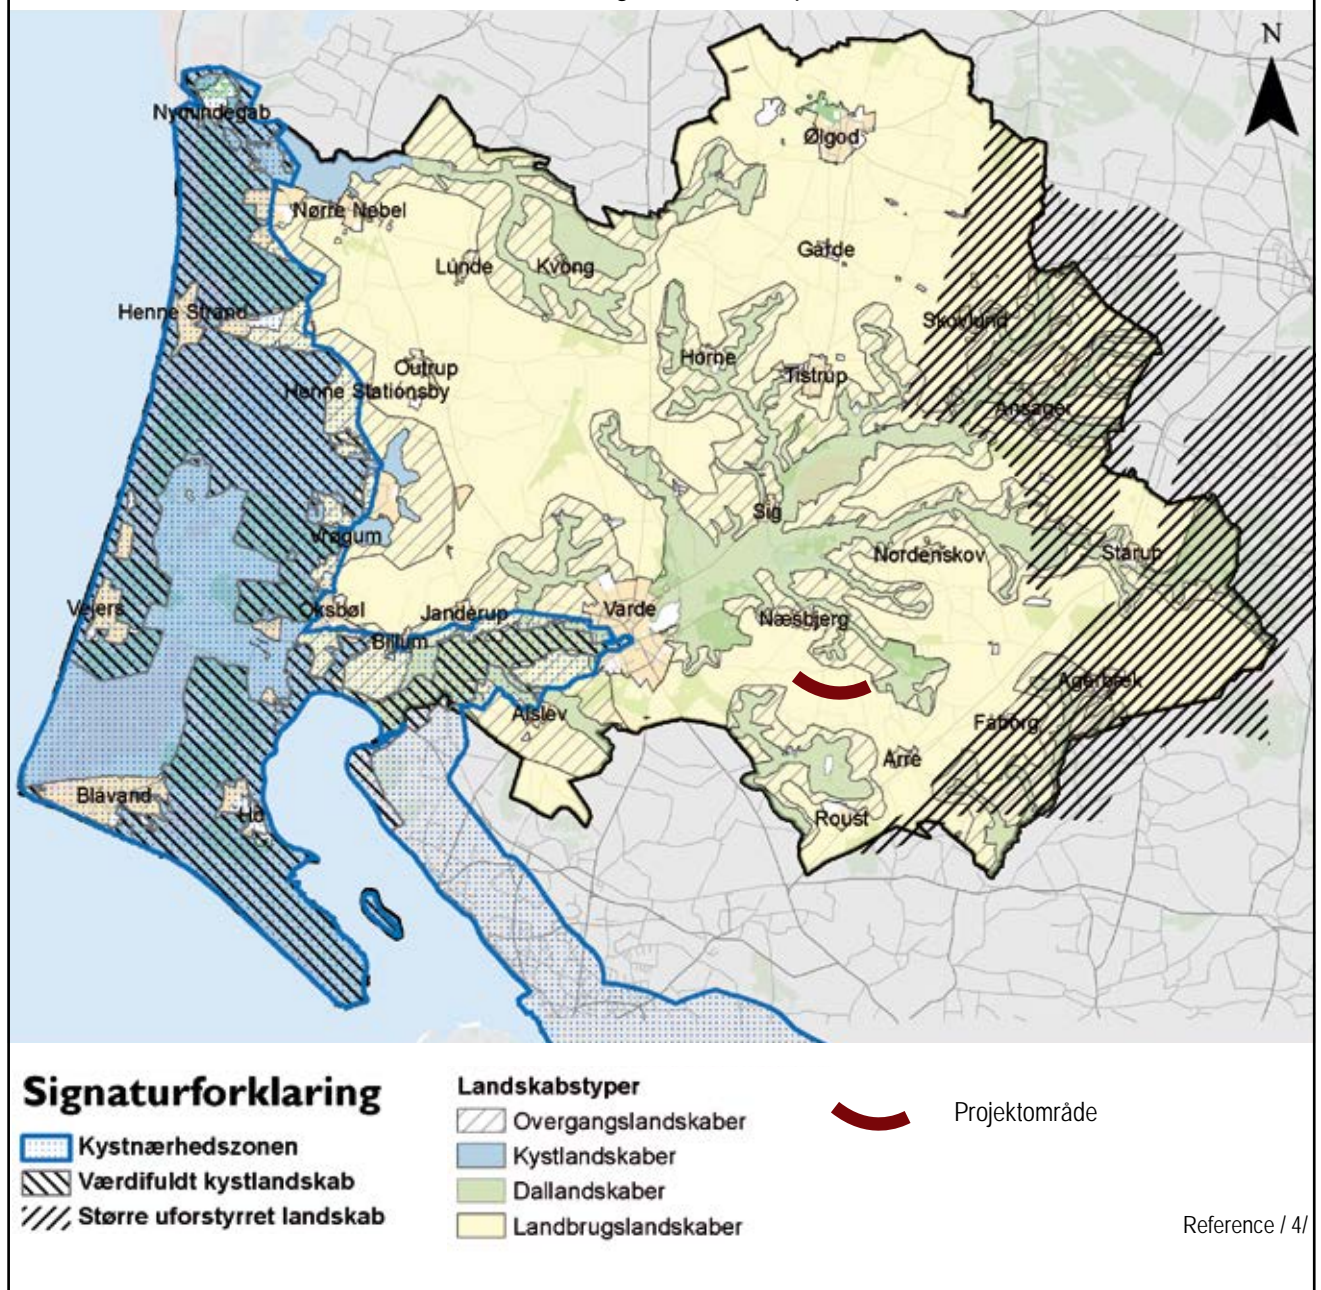 N
Nymindegab
Ølgod
Nørre Nebel
Lunde
Kvong
Gårde
Henne Strand
Skovlund
Outrup
Horne
Tistrup
Henne Stationsby
Ansager
Sig
Vrøgum
Nordenskov
Starup
Vejers
Oksbøl
Janderup
Varde
Næsbjerg
Billum
Agerbæk
Alslev
Fåborg
Arre
Blåvand
Ho
Roust
Signaturforklaring
Kystnærhedszonen
Værdifuldt kystlandskab
Større uforstyrret landskab
Landskabstyper
Overgangslandskaber
Kystlandskaber
Dallandskaber
Landbrugslandskaber
Projektområde
Reference / 4/